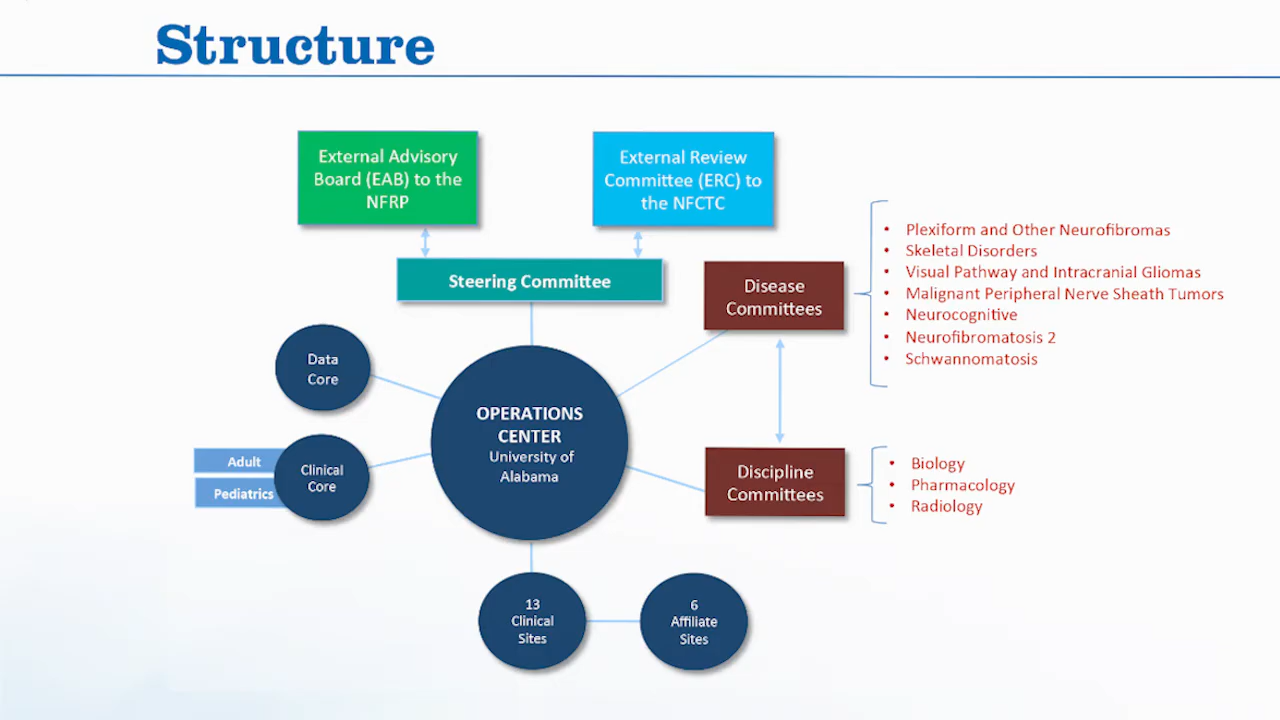 Structure
External Advisory
Board (EAB) to the
NFRP
External Review
Committee (ERC) to
the NFCTC
Steering Committee
Disease
Committees
• Plexiform and Other Neurofibromas
• Skeletal Disorders
• Visual Pathway and Intracranial Gliomas
• Malignant Peripheral Nerve Sheath Tumors
• Neurocognitive
• Neurofibromatosis 2
• Schwannomatosis
Data
Core
OPERATIONS
CENTER
University of
Alabama
Adult
Pediatrics
Clinical
Core
Discipline
Committees
• Biology
• Pharmacology
• Radiology
13
Clinical
Sites
6
Affiliate
Sites